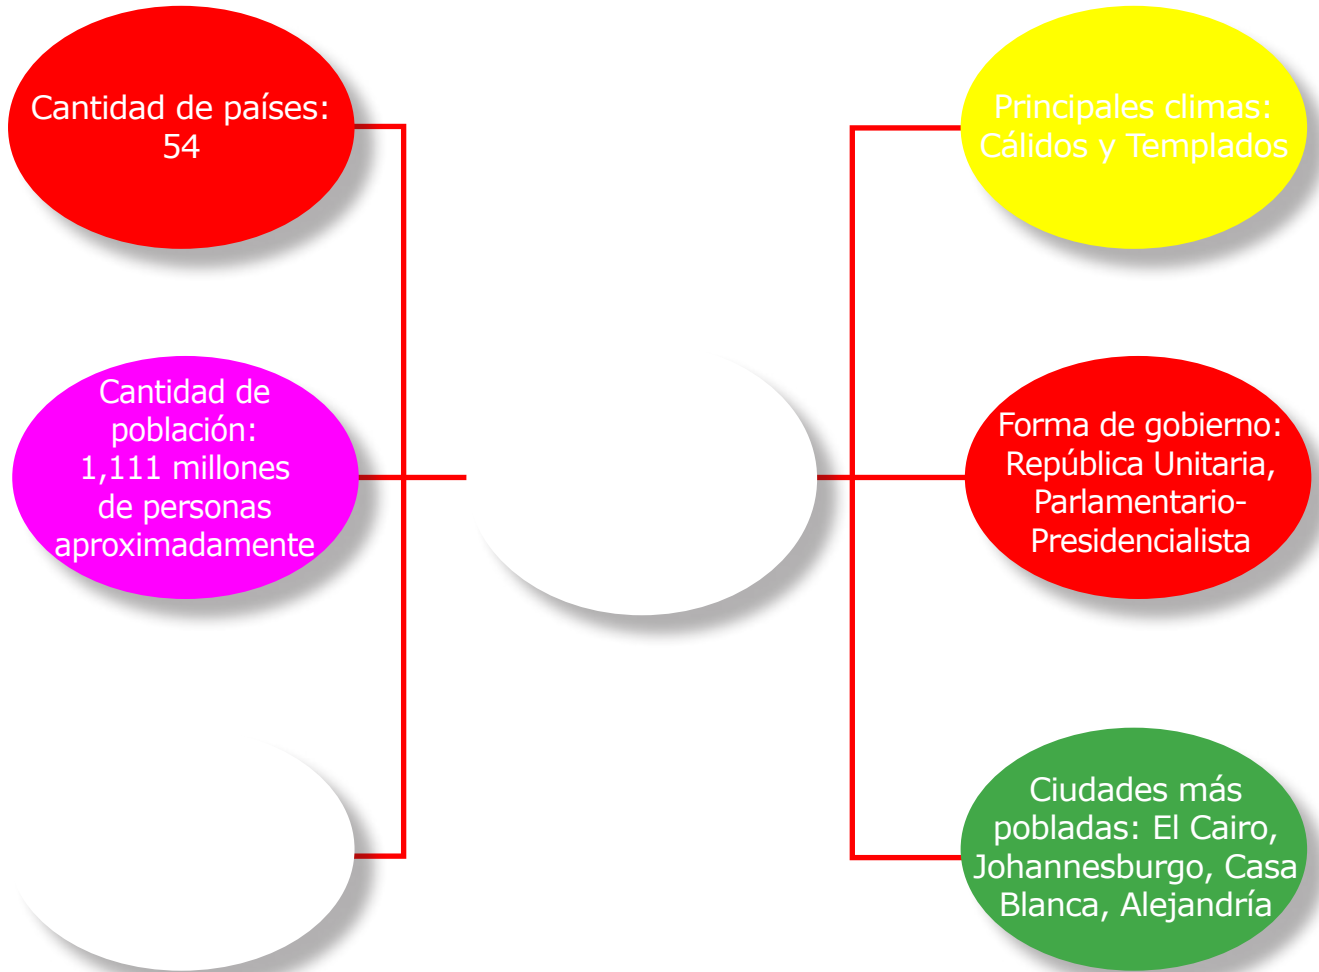 Cantidad de países:
54
Principales climas:
Cálidos y Templados
Cantidad de
población:
1,111 millones
de personas
aproximadamente
Forma de gobierno:
República Unitaria,
Parlamentario-
Presidencialista
Ciudades más
pobladas: El Cairo,
Johannesburgo, Casa
Blanca, Alejandría